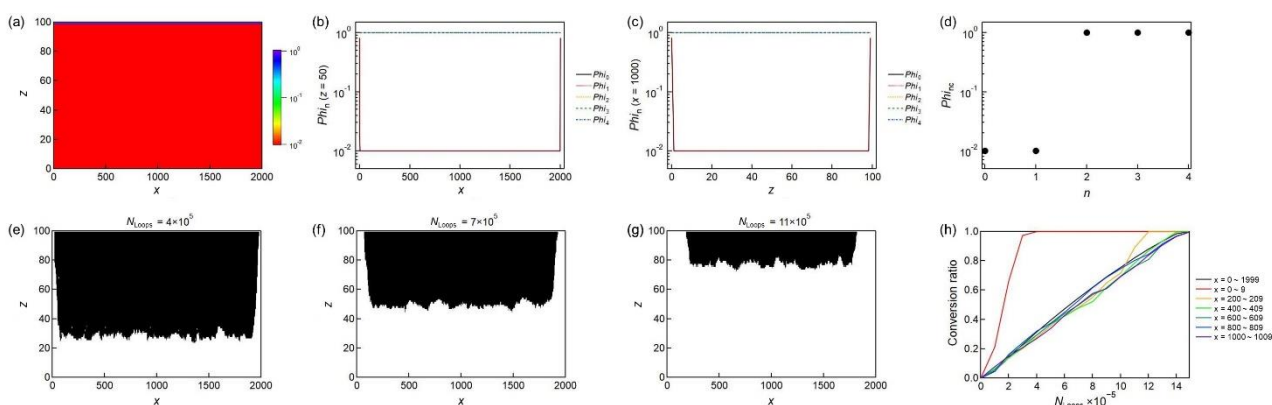 (a)
100
80
60
40
20
0
z
0 500 1000 1500 2000
x
10^0
10^-1
10^-2
(b)
10^0
10^-1
10^-2
Phi_n (z = 50)
0 500 1000 1500 2000
x
Phi_0
Phi_1
Phi_2
Phi_3
Phi_4
(c)
10^0
10^-1
10^-2
Phi_n (x = 1000)
0 20 40 60 80 100
z
Phi_0
Phi_1
Phi_2
Phi_3
Phi_4
(d)
10^0
10^-1
10^-2
Phi_nc
0 1 2 3 4
n
(e)
N_Loops = 4×10^5
100
80
60
40
20
0
z
0 500 1000 1500 2000
x
(f)
N_Loops = 7×10^5
100
80
60
40
20
0
z
0 500 1000 1500 2000
x
(g)
N_Loops = 11×10^5
100
80
60
40
20
0
z
0 500 1000 1500 2000
x
(h)
1.0
0.8
0.6
0.4
0.2
0.0
Conversion ratio
0 2 4 6 8 10 12 14
N_Loops ×10^-5
x = 0 ~ 1999
x = 0 ~ 9
x = 200 ~ 209
x = 400 ~ 409
x = 600 ~ 609
x = 800 ~ 809
x = 1000 ~ 1009